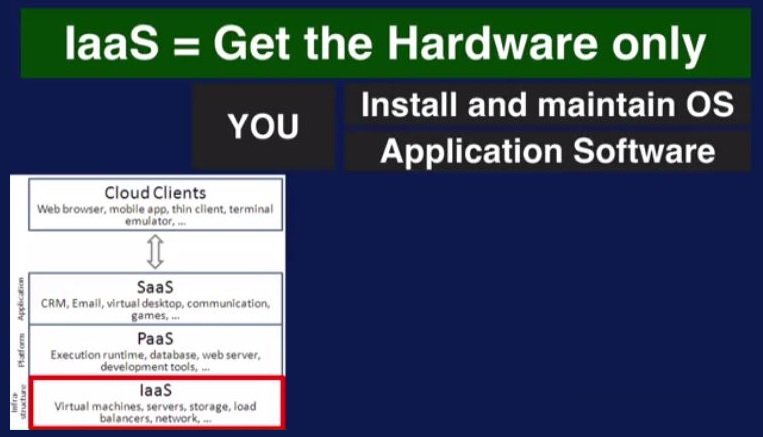 IaaS = Get the Hardware only
YOU
Install and maintain OS
Application Software
Cloud Clients
Web browser, mobile app, thin client, terminal
emulator, ...
Application
SaaS
CRM, Email, virtual desktop, communication,
games, ...
Platform
PaaS
Execution runtime, database, web server,
development tools, ...
Infra-
structure
IaaS
Virtual machines, servers, storage, load
balancers, network, ...